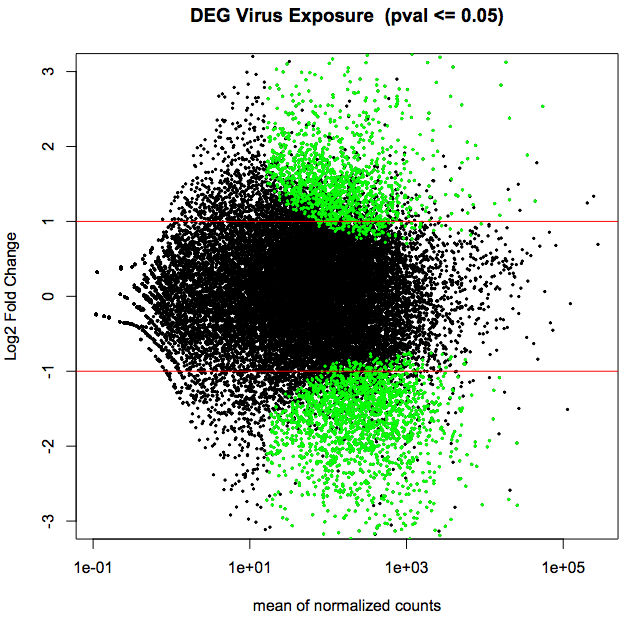 DEG Virus Exposure (pval <= 0.05)
3
2
1
0
-1
-2
-3
Log2 Fold Change
1e-01
1e+01
1e+03
1e+05
mean of normalized counts